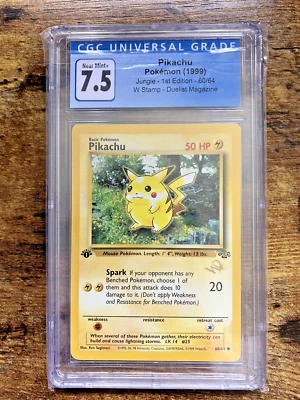 CGC UNIVERSAL GRADE
Near Mint+
7.5
Pikachu
Pokémon (1999)
Jungle - 1st Edition - 60/64
W Stamp - Duelist Magazine
Basic Pokémon
Pikachu
50 HP
Mouse Pokémon. Length: 1' 4", Weight: 13 lbs.
Spark If your opponent has any
Benched Pokémon, choose 1 of
them and this attack does 10
damage to it. (Don't apply Weakness
and Resistance for Benched Pokémon.)
20
weakness
resistance
retreat cost
When several of these Pokémon gather, their electricity can
build and cause lightning storms. LV. 14 #25
60/64